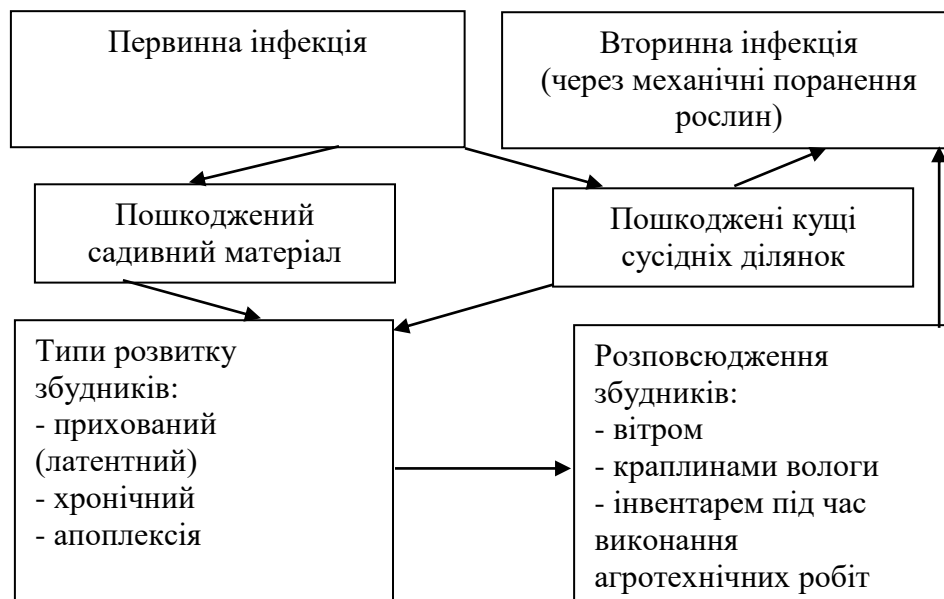 Первинна інфекція
Вторинна інфекція
(через механічні поранення
рослин)
Пошкоджений
садивний матеріал
Пошкоджені кущі
сусідніх ділянок
Типи розвитку
збудників:
- прихований
(латентний)
- хронічний
- апоплексія
Розповсюдження
збудників:
- вітром
- краплинами вологи
- інвентарем під час
виконання
агротехнічних робіт